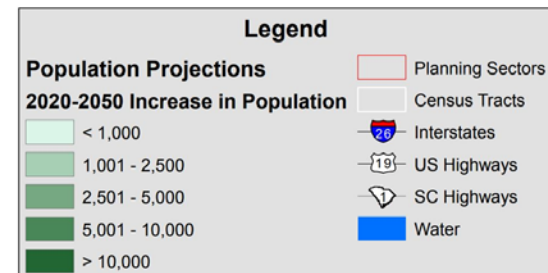 Legend
Population Projections
2020-2050 Increase in Population
< 1,000
1,001 - 2,500
2,501 - 5,000
5,001 - 10,000
> 10,000
Planning Sectors
Census Tracts
26 Interstates
19 US Highways
1 SC Highways
Water